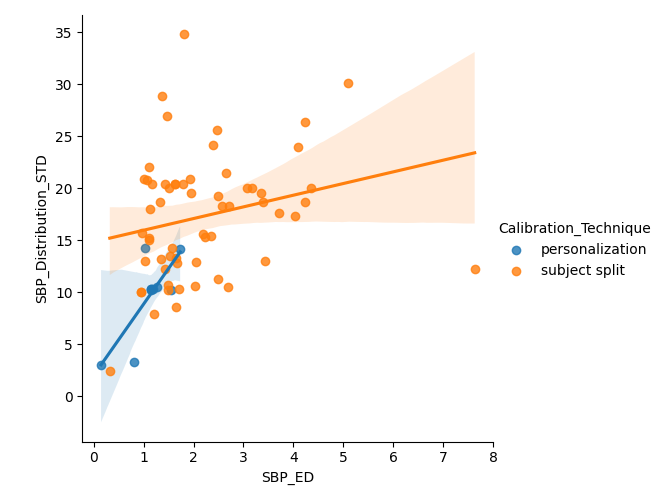 35
30
25
20
15
10
5
0
SBP_Distribution_STD
0 1 2 3 4 5 6 7 8
SBP_ED
Calibration_Technique
personalization
subject split